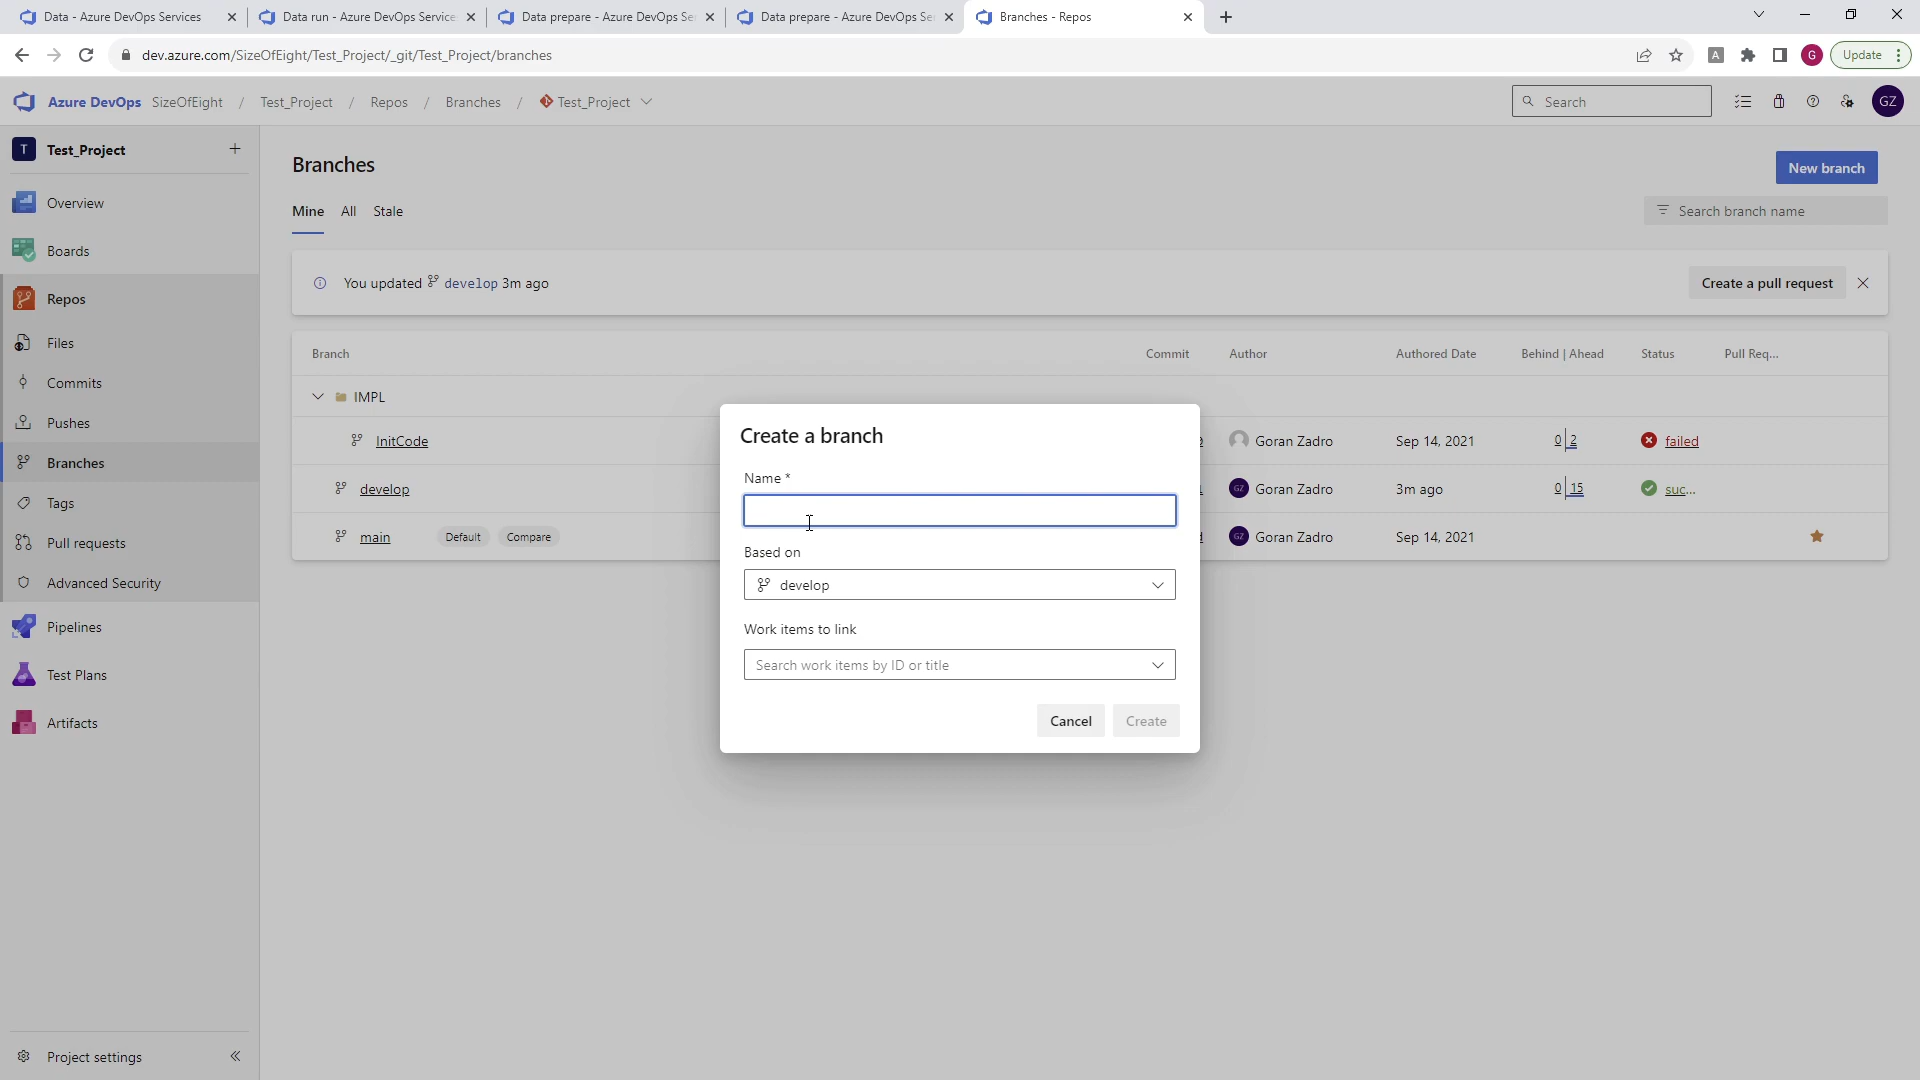 Data - Azure DevOps Services
Data run - Azure DevOps Service
Data prepare - Azure DevOps Se
Data prepare - Azure DevOps Se
Branches - Repos
dev.azure.com/SizeOfEight/Test_Project/_git/Test_Project/branches
A
G
Update
Azure DevOps SizeOfEight / Test_Project / Repos / Branches / Test_Project
Search
GZ
T Test_Project
Overview
Boards
Repos
Files
Commits
Pushes
Branches
Tags
Pull requests
Advanced Security
Pipelines
Test Plans
Artifacts
Project settings
Branches
New branch
Mine All Stale
Search branch name
You updated develop 3m ago
Create a pull request
Branch Commit Author Authored Date Behind | Ahead Status Pull Req...
IMPL
InitCode Goran Zadro Sep 14, 2021 0 2 failed
develop GZ Goran Zadro 3m ago 0 15 suc...
main Default Compare GZ Goran Zadro Sep 14, 2021
Create a branch
Name *
Based on
develop
Work items to link
Search work items by ID or title
Cancel Create